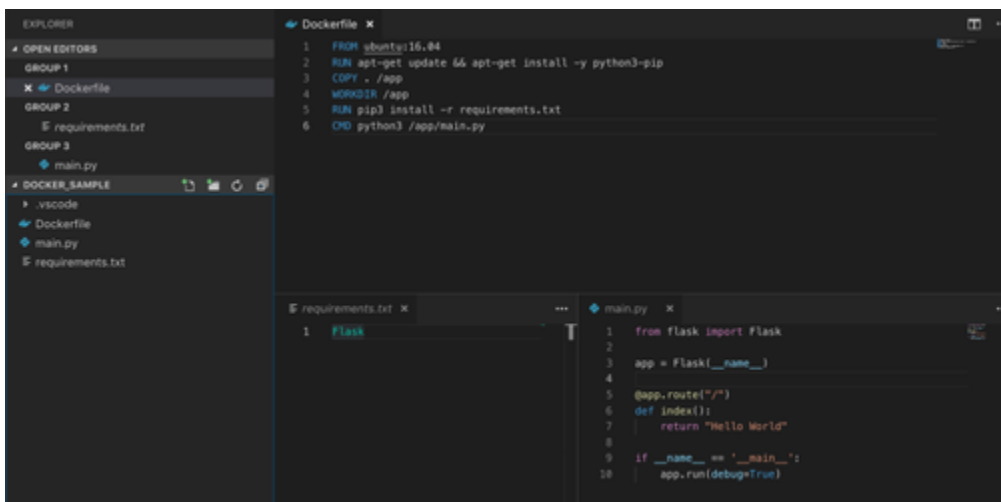 EXPLORER
OPEN EDITORS
GROUP 1
Dockerfile
GROUP 2
requirements.txt
GROUP 3
main.py
DOCKER_SAMPLE
.vscode
Dockerfile
main.py
requirements.txt
Dockerfile
1 FROM ubuntu:16.04
2 RUN apt-get update && apt-get install -y python3-pip
3 COPY . /app
4 WORKDIR /app
5 RUN pip3 install -r requirements.txt
6 CMD python3 /app/main.py
requirements.txt
1 Flask
main.py
1 from flask import Flask
2
3 app = Flask(__name__)
4
5 @app.route("/")
6 def index():
7 return "Hello World"
8
9 if __name__ == '__main__':
10 app.run(debug=True)